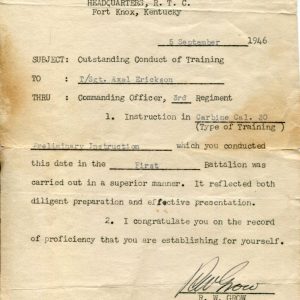 HEADQUARTERS, R. T. C.
Fort Knox, Kentucky
5 September 1946
SUBJECT: Outstanding Conduct of Training
TO : T/Sgt. Axel Erickson
THRU : Commanding Officer, 3rd Regiment
1. Instruction in Carbine Cal. 30
(Type of Training)
Preliminary Instruction which you conducted
this date in the First Battalion was
carried out in a superior manner. It reflected both
diligent preparation and effective presentation.
2. I congratulate you on the record
of proficiency that you are establishing for yourself.
RW Grow
R. W. GROW